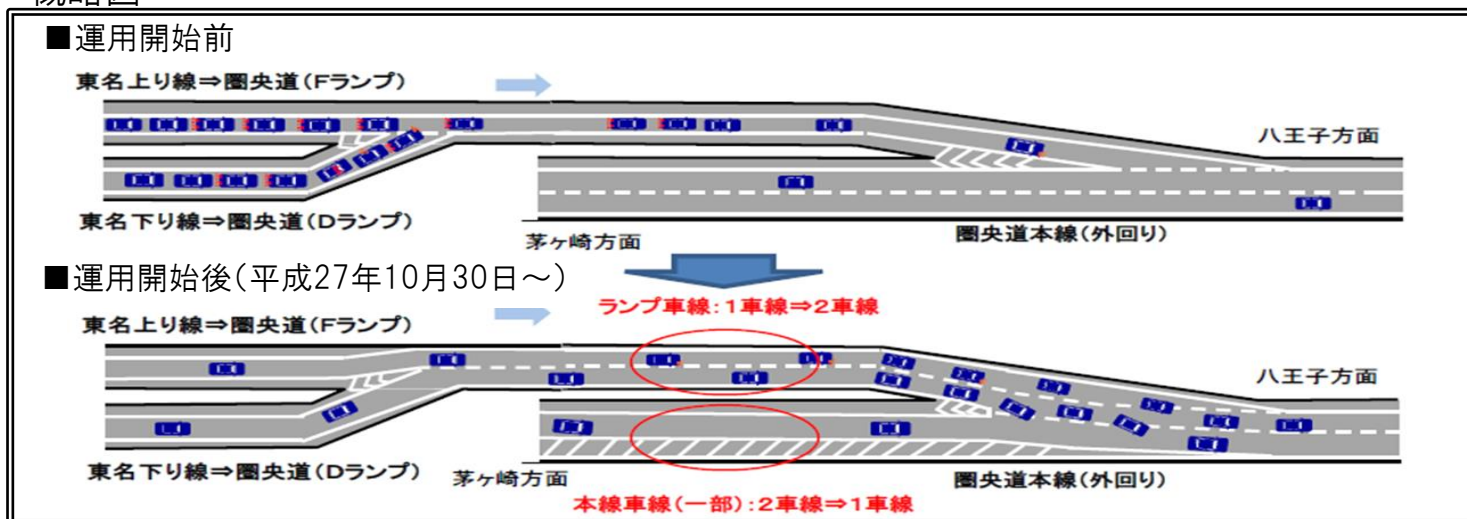 ■運用開始前
東名上り線⇒圏央道(Fランプ)
八王子方面
東名下り線⇒圏央道(Dランプ)
茅ヶ崎方面
圏央道本線(外回り)
■運用開始後(平成27年10月30日~)
ランプ車線:1車線⇒2車線
東名上り線⇒圏央道(Fランプ)
八王子方面
東名下り線⇒圏央道(Dランプ)
茅ヶ崎方面
圏央道本線(外回り)
本線車線(一部):2車線⇒1車線